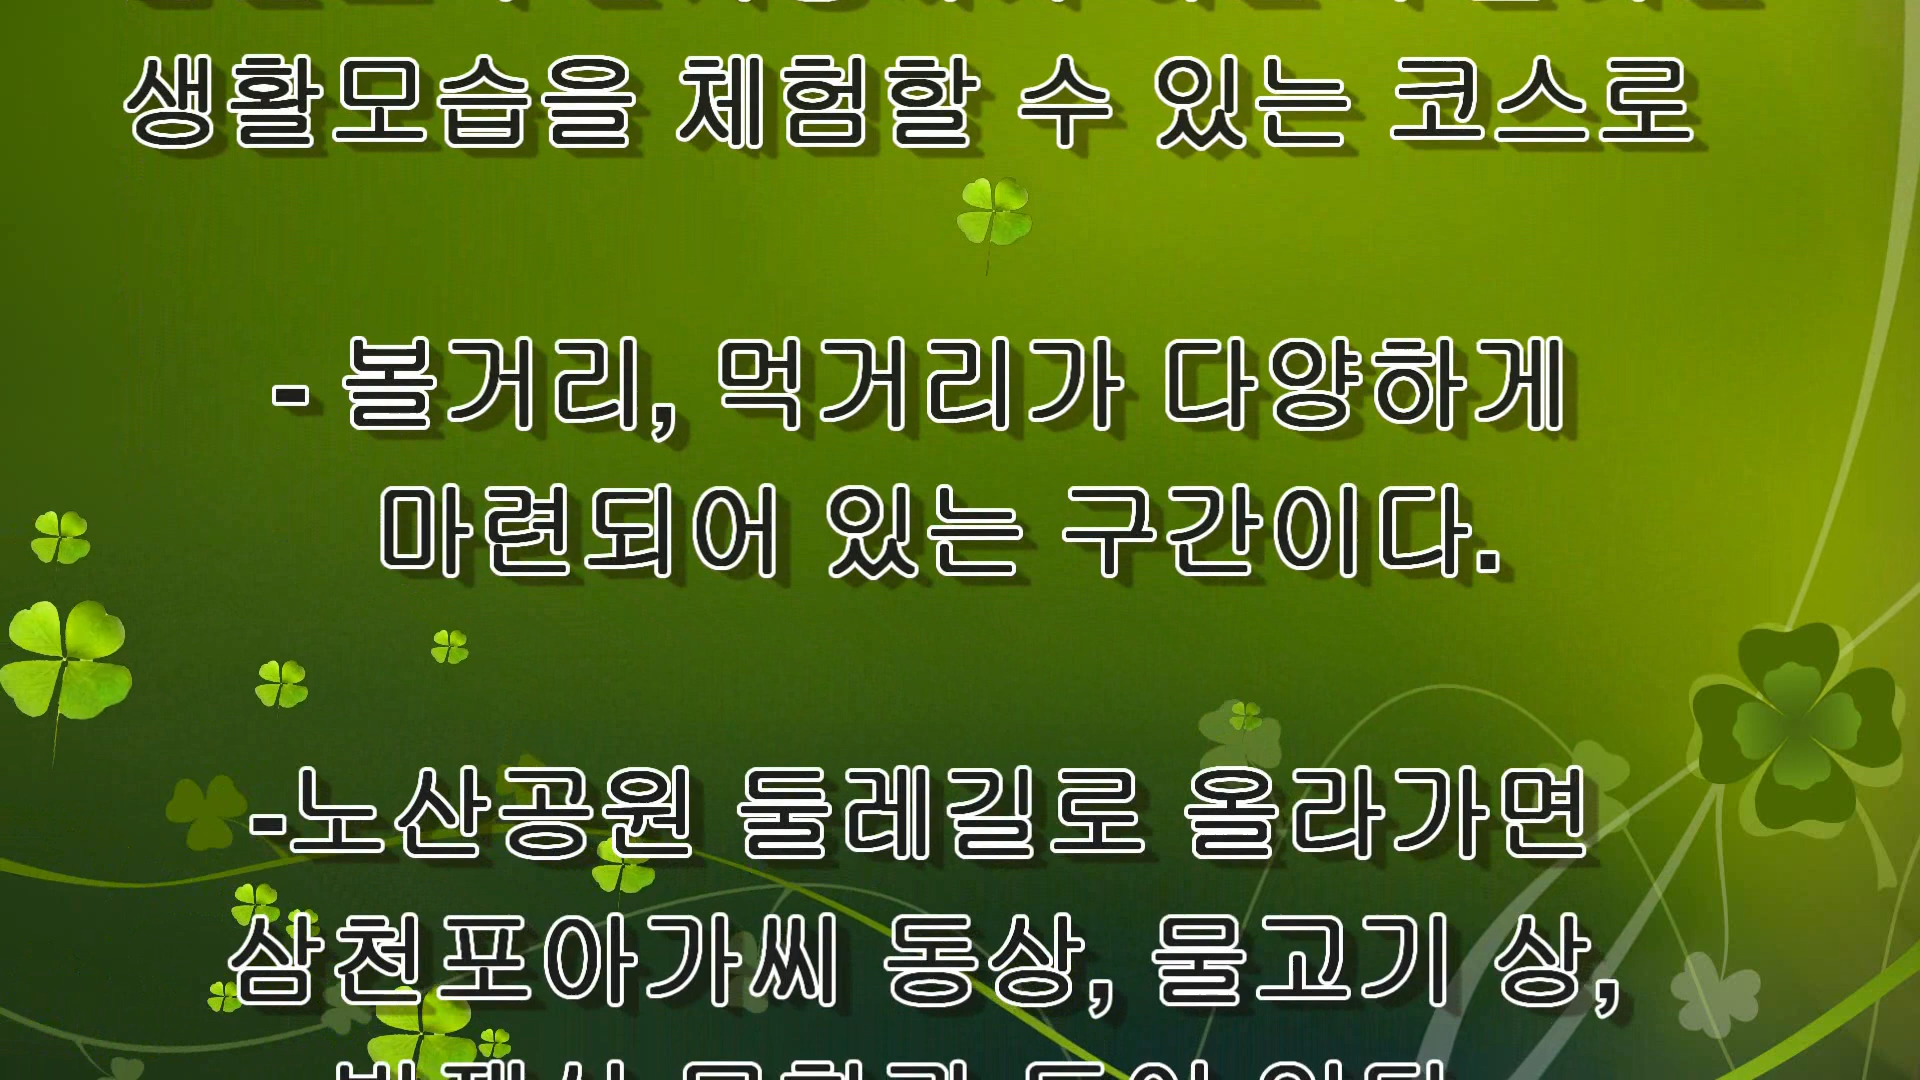 생활모습을 체험할 수 있는 코스로
- 볼거리, 먹거리가 다양하게
마련되어 있는 구간이다.
-노산공원 둘레길로 올라가면
삼천포아가씨 동상, 물고기 상,